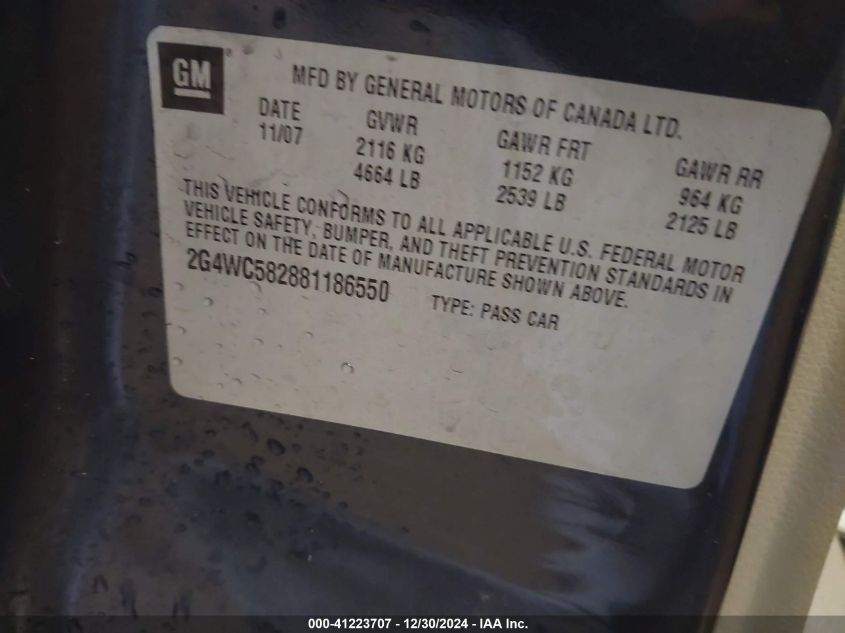 GM
MFD BY GENERAL MOTORS OF CANADA LTD.
DATE GVWR GAWR FRT GAWR RR
11/07 2116 KG 1152 KG 964 KG
4664 LB 2539 LB 2125 LB
THIS VEHICLE CONFORMS TO ALL APPLICABLE U.S. FEDERAL MOTOR
VEHICLE SAFETY, BUMPER, AND THEFT PREVENTION STANDARDS IN
EFFECT ON THE DATE OF MANUFACTURE SHOWN ABOVE.
2G4WC582881186550 TYPE: PASS CAR
000-41223707 - 12/30/2024 - IAA Inc.